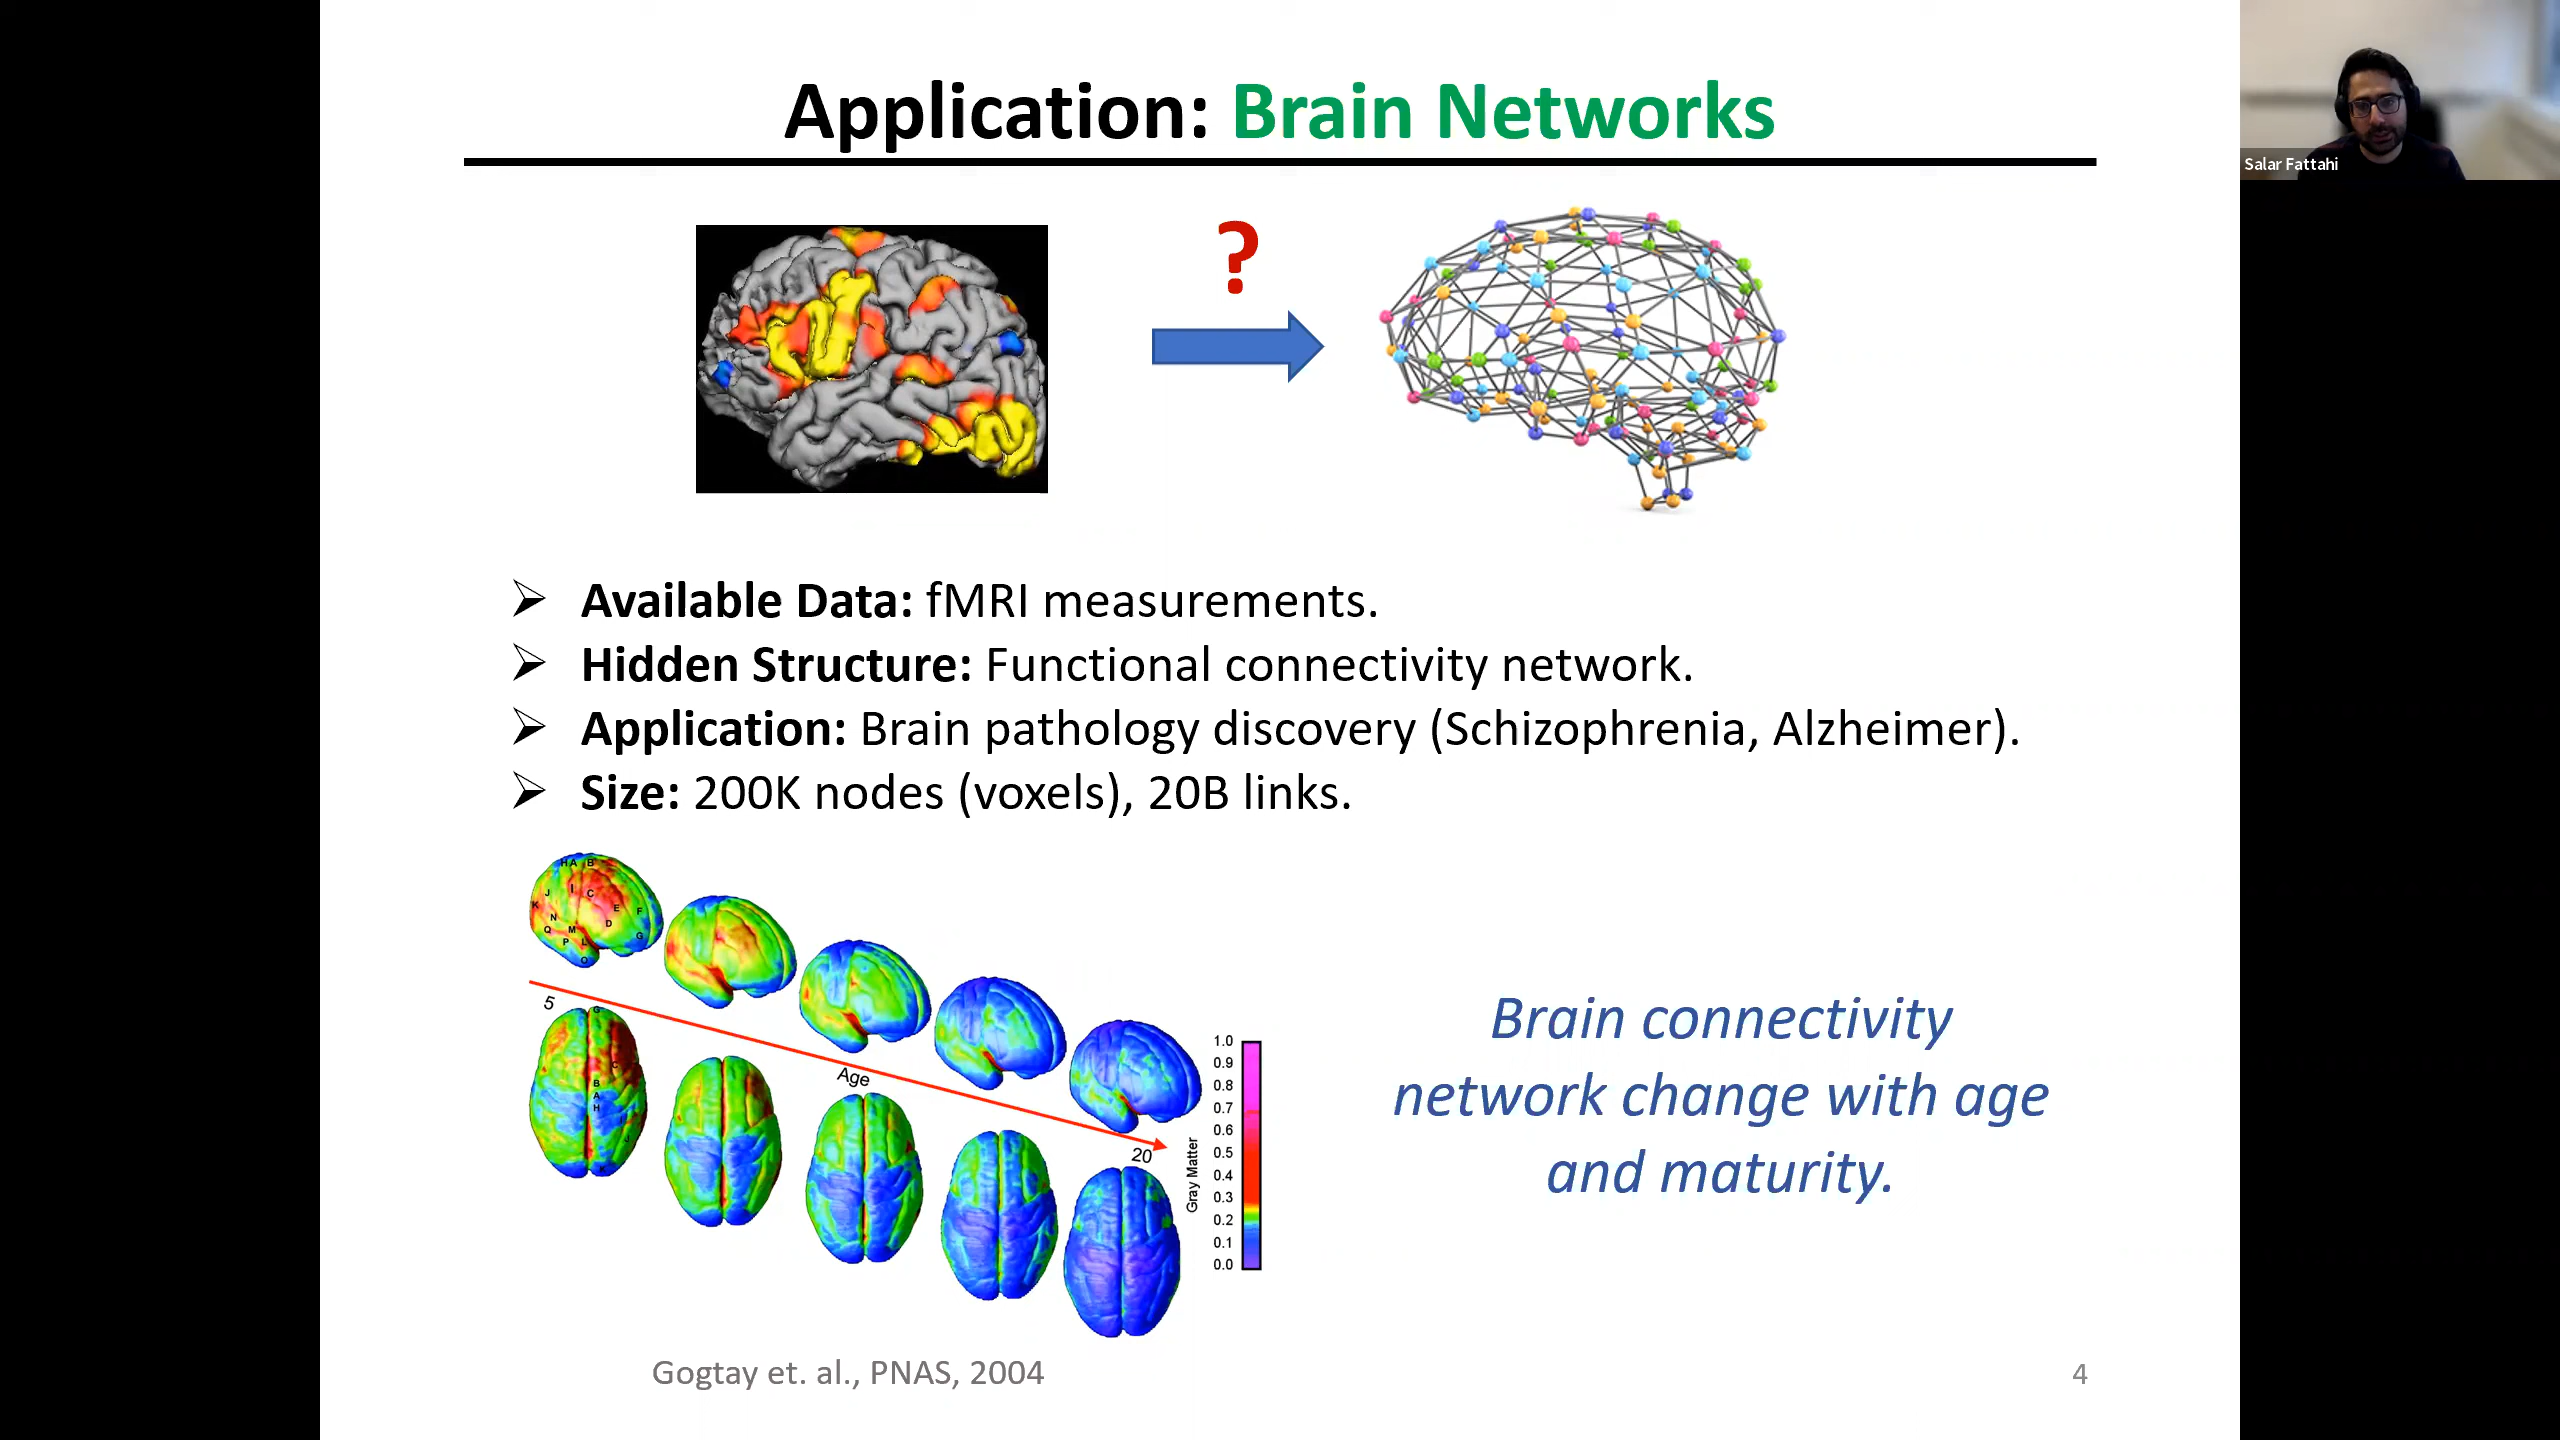 Application: Brain Networks
Salar Fattahi
?
➢ Available Data: fMRI measurements.
➢ Hidden Structure: Functional connectivity network.
➢ Application: Brain pathology discovery (Schizophrenia, Alzheimer).
➢ Size: 200K nodes (voxels), 20B links.
H A B
J I C
K E F
N D
Q M G
P L
O
5
G
C
B
A
H
I
J
K
Age
20
Gray Matter
1.0
0.9
0.8
0.7
0.6
0.5
0.4
0.3
0.2
0.1
0.0
Brain connectivity
network change with age
and maturity.
Gogtay et. al., PNAS, 2004
4